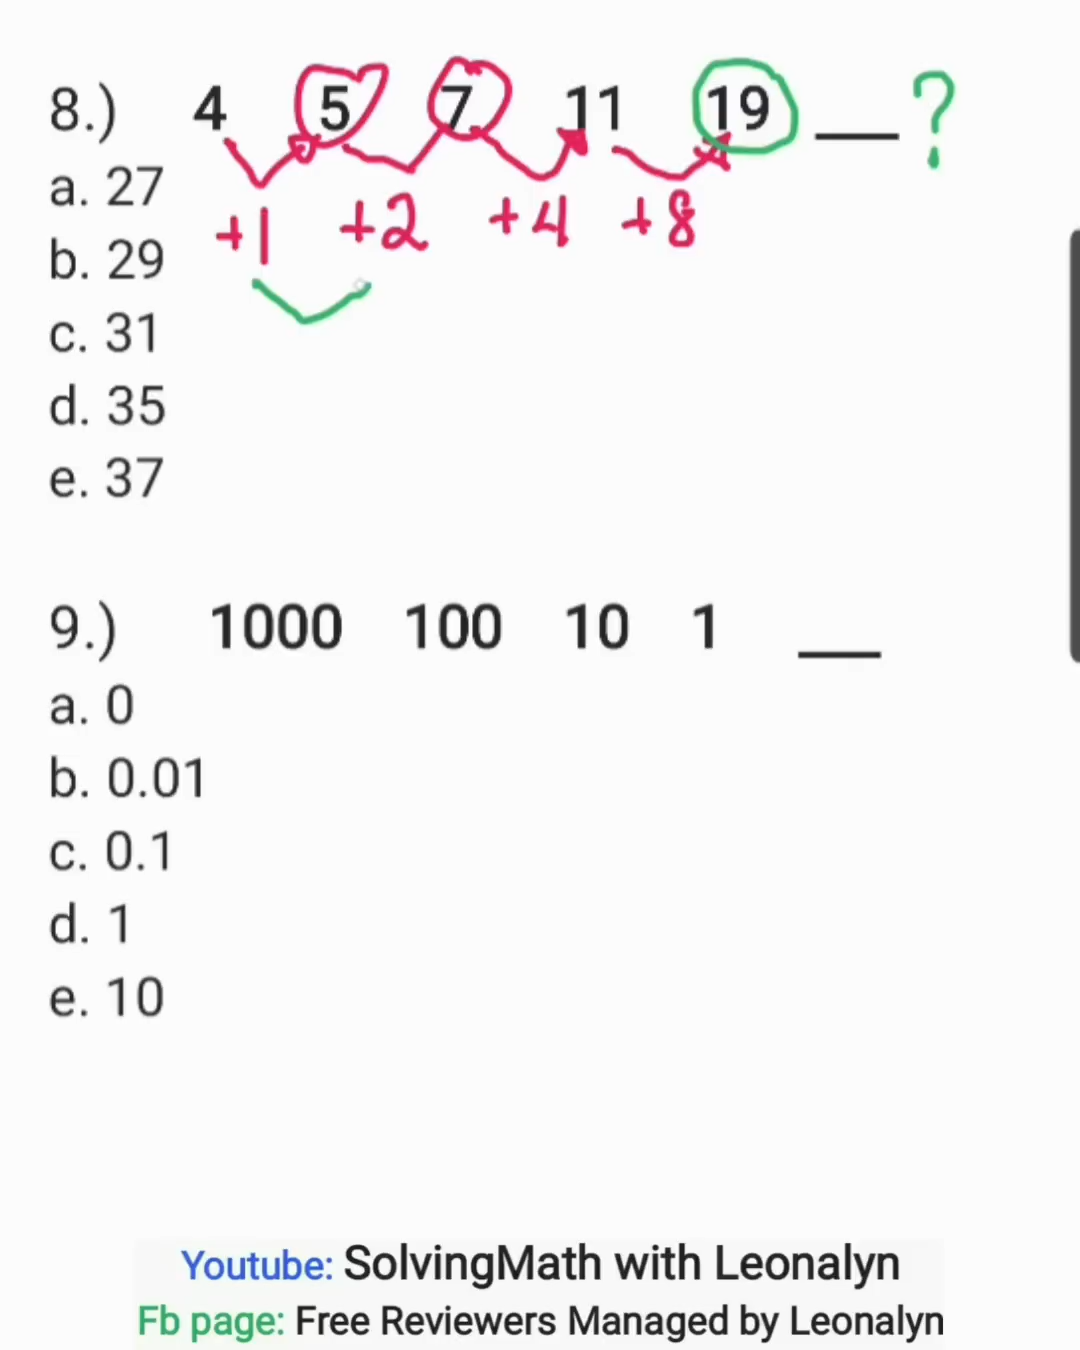 8.) 4 5 7 11 19 __ ?
+1 +2 +4 +8
a. 27
b. 29
c. 31
d. 35
e. 37
9.) 1000 100 10 1 __
a. 0
b. 0.01
c. 0.1
d. 1
e. 10
Youtube: SolvingMath with Leonalyn
Fb page: Free Reviewers Managed by Leonalyn